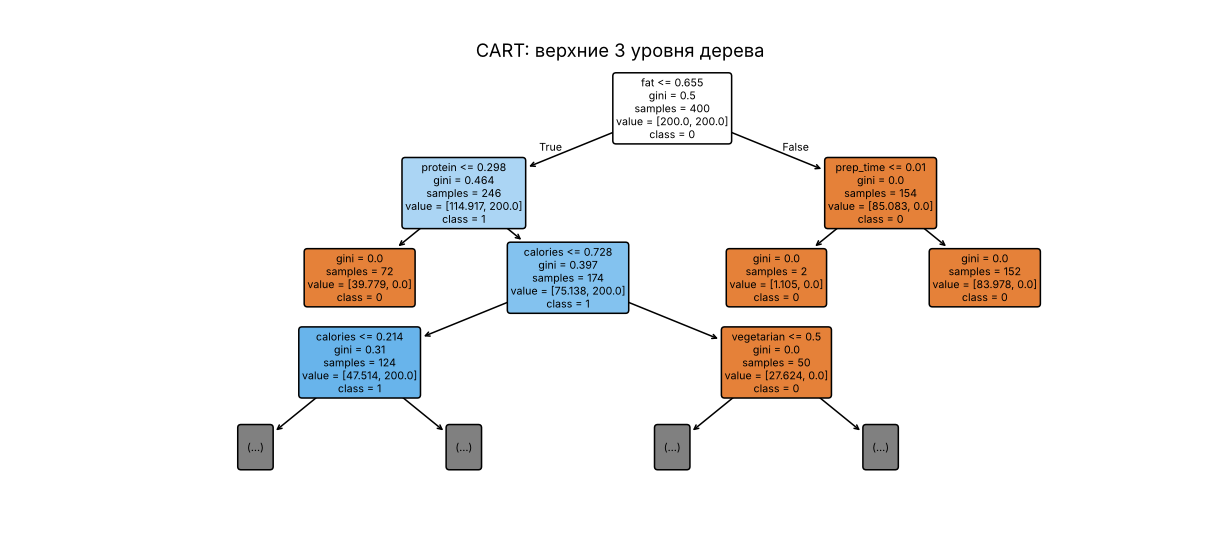 CART: верхние 3 уровня дерева
fat <= 0.655
gini = 0.5
samples = 400
value = [200.0, 200.0]
class = 0
True
False
protein <= 0.298
gini = 0.464
samples = 246
value = [114.917, 200.0]
class = 1
prep_time <= 0.01
gini = 0.0
samples = 154
value = [85.083, 0.0]
class = 0
gini = 0.0
samples = 72
value = [39.779, 0.0]
class = 0
calories <= 0.728
gini = 0.397
samples = 174
value = [75.138, 200.0]
class = 1
gini = 0.0
samples = 2
value = [1.105, 0.0]
class = 0
gini = 0.0
samples = 152
value = [83.978, 0.0]
class = 0
calories <= 0.214
gini = 0.31
samples = 124
value = [47.514, 200.0]
class = 1
vegetarian <= 0.5
gini = 0.0
samples = 50
value = [27.624, 0.0]
class = 0
(...)
(...)
(...)
(...)